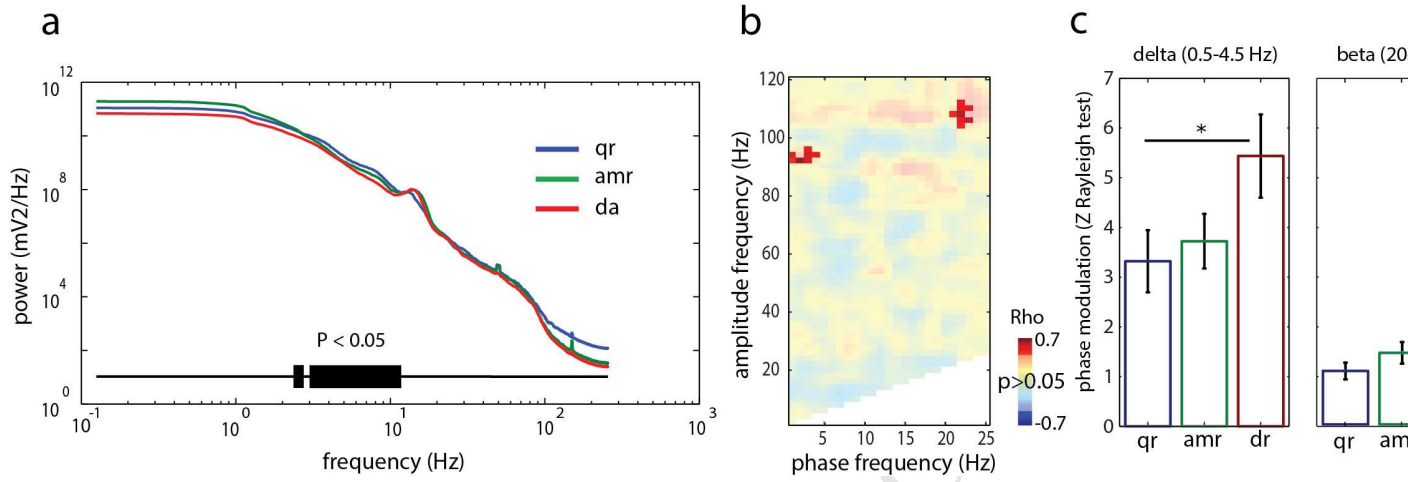 a
power (mV2/Hz)
10 12
10 8
10 4
10 0
qr
amr
da
P < 0.05
10 -1
10 0
10 1
10 2
10 3
frequency (Hz)
b
amplitude frequency (Hz)
120
100
80
60
40
20
5 10 15 20 25
phase frequency (Hz)
Rho
0.7
p>0.05
-0.7
c
delta (0.5-4.5 Hz)
phase modulation (Z Rayleigh test)
7
6
5
4
3
2
1
0
*
qr amr dr
beta (20
qr am